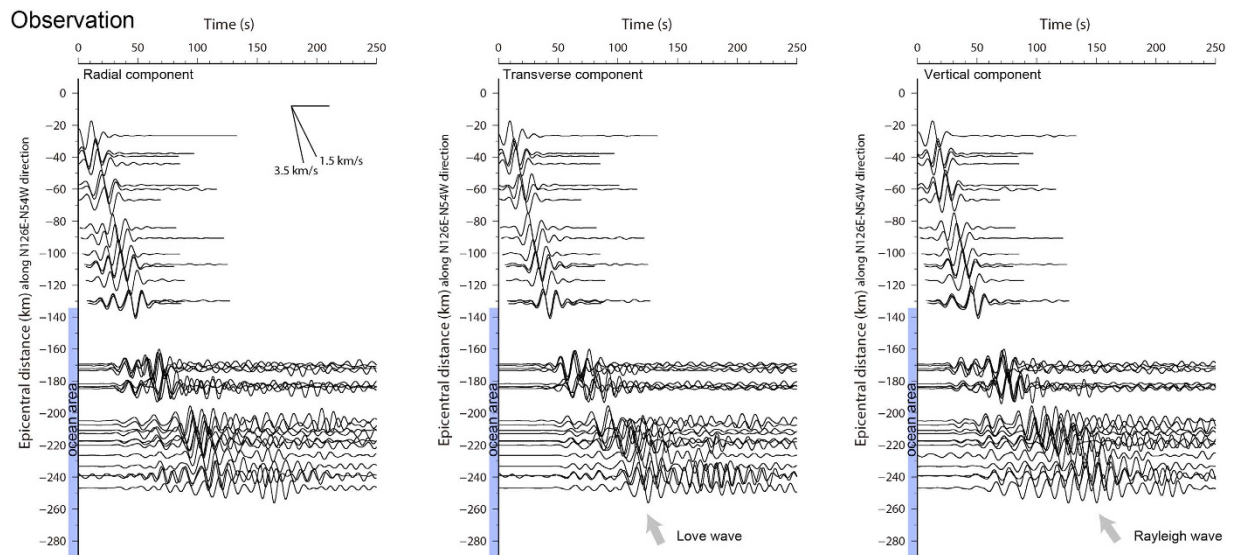 Observation
Time (s)
0 50 100 150 200 250
Radial component
Epicentral distance (km) along N126E-N54W direction
ocean area
0
−20
−40
−60
−80
−100
−120
−140
−160
−180
−200
−220
−240
−260
−280
1.5 km/s
3.5 km/s
Time (s)
0 50 100 150 200 250
Transverse component
Epicentral distance (km) along N126E-N54W direction
ocean area
0
−20
−40
−60
−80
−100
−120
−140
−160
−180
−200
−220
−240
−260
−280
Love wave
Time (s)
0 50 100 150 200 250
Vertical component
Epicentral distance (km) along N126E-N54W direction
ocean area
0
−20
−40
−60
−80
−100
−120
−140
−160
−180
−200
−220
−240
−260
−280
Rayleigh wave